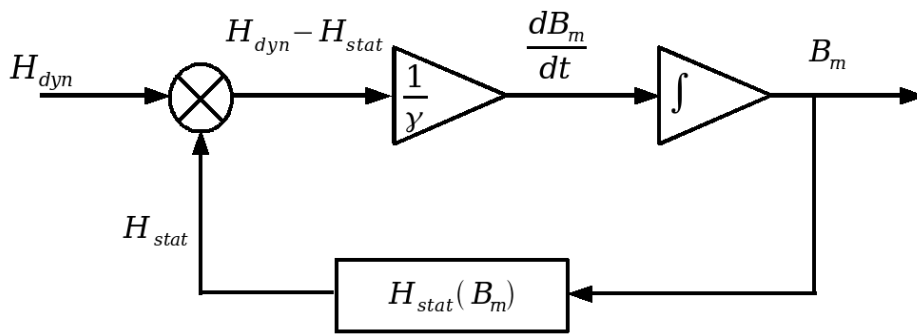 H_dyn
H_dyn − H_stat
1/γ
dB_m/dt
∫
B_m
H_stat
H_stat(B_m)